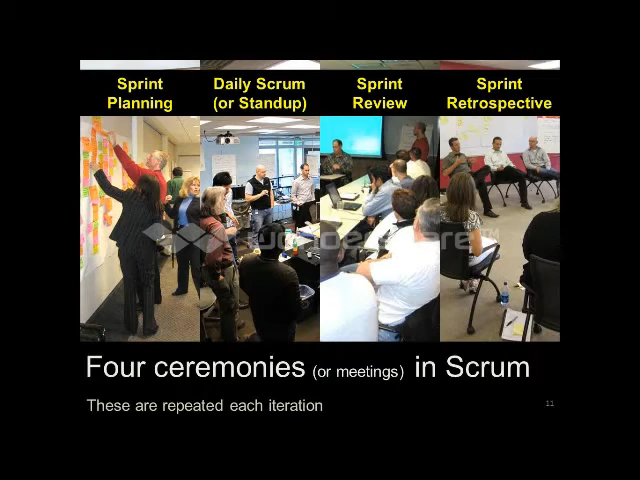 Sprint Planning
Daily Scrum (or Standup)
Sprint Review
Sprint Retrospective
wondershare™
Four ceremonies (or meetings) in Scrum
These are repeated each iteration
11